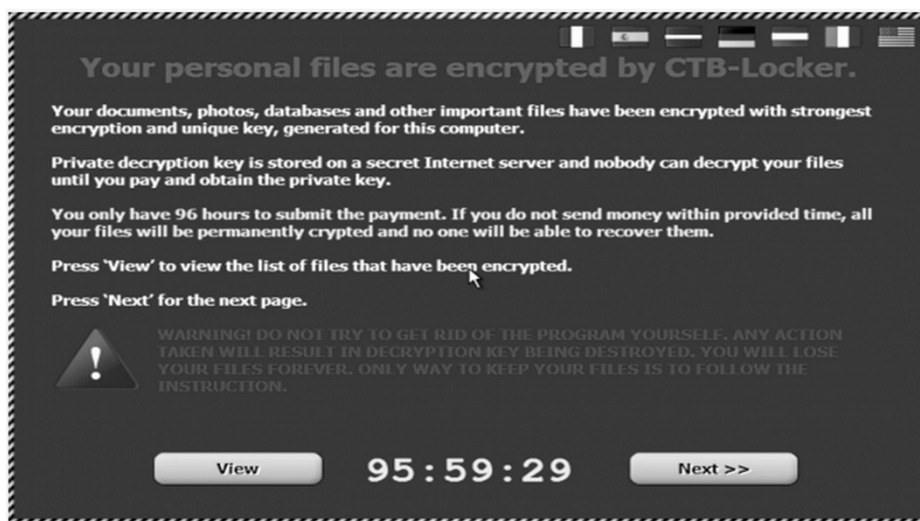 Your personal files are encrypted by CTB-Locker.
Your documents, photos, databases and other important files have been encrypted with strongest
encryption and unique key, generated for this computer.
Private decryption key is stored on a secret Internet server and nobody can decrypt your files
until you pay and obtain the private key.
You only have 96 hours to submit the payment. If you do not send money within provided time, all
your files will be permanently crypted and no one will be able to recover them.
Press `View' to view the list of files that have been encrypted.
Press `Next' for the next page.
WARNING! DO NOT TRY TO GET RID OF THE PROGRAM YOURSELF. ANY ACTION
TAKEN WILL RESULT IN DECRYPTION KEY BEING DESTROYED. YOU WILL LOSE
YOUR FILES FOREVER. ONLY WAY TO KEEP YOUR FILES IS TO FOLLOW THE
INSTRUCTION.
View
95:59:29
Next >>